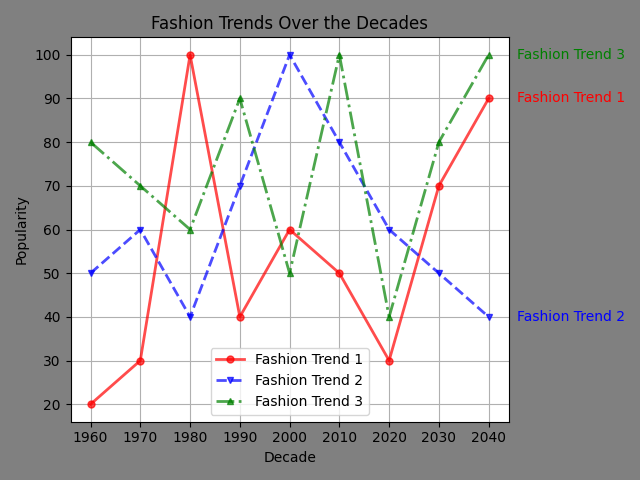 Fashion Trends Over the Decades
100
90
80
70
60
50
40
30
20
Popularity
1960 1970 1980 1990 2000 2010 2020 2030 2040
Decade
Fashion Trend 1
Fashion Trend 2
Fashion Trend 3
Fashion Trend 3
Fashion Trend 1
Fashion Trend 2